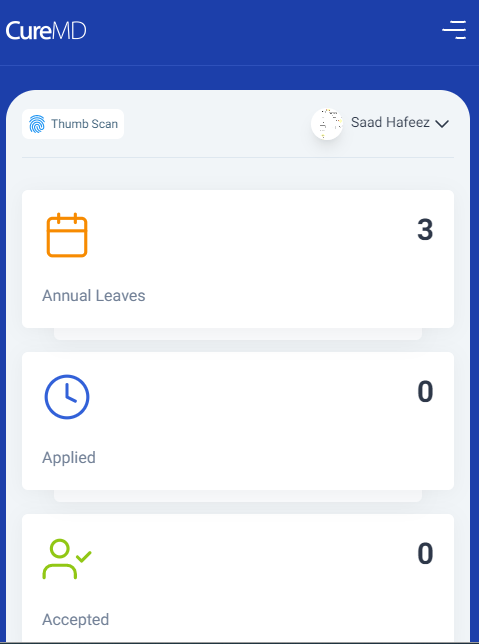 CureMD
Thumb Scan
Saad Hafeez
3
Annual Leaves
0
Applied
0
Accepted